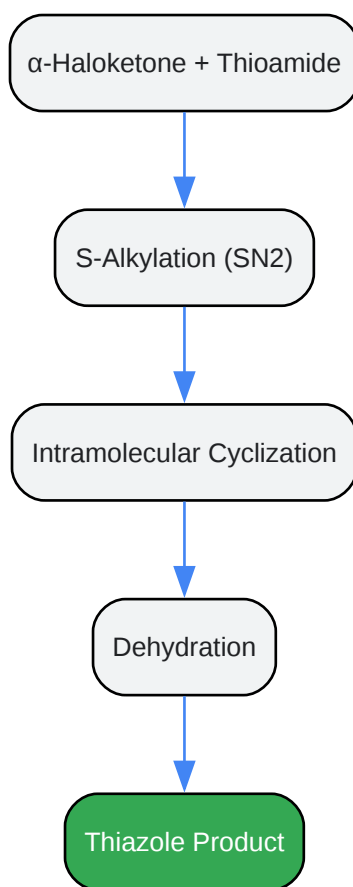 α-Haloketone + Thioamide
S-Alkylation (SN2)
Intramolecular Cyclization
Dehydration
Thiazole Product